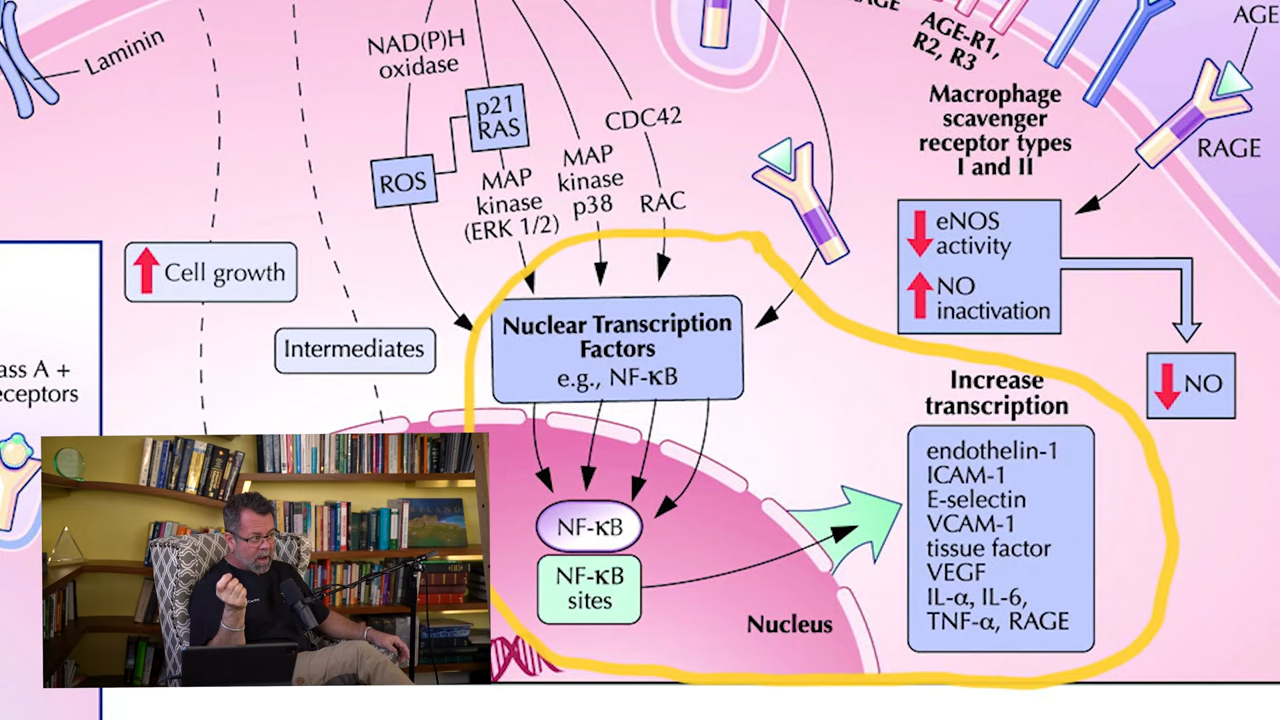 Laminin
NAD(P)H
oxidase
p21
RAS
ROS
MAP
kinase
(ERK 1/2)
MAP
kinase
p38
CDC42
RAC
AGE-R1,
R2, R3
AGE
Macrophage
scavenger
receptor types
I and II
RAGE
eNOS
activity
NO
inactivation
NO
Cell growth
Intermediates
Nuclear Transcription
Factors
e.g., NF-κB
NF-κB
NF-κB
sites
Nucleus
Increase
transcription
endothelin-1
ICAM-1
E-selectin
VCAM-1
tissue factor
VEGF
IL-α, IL-6,
TNF-α, RAGE
A +